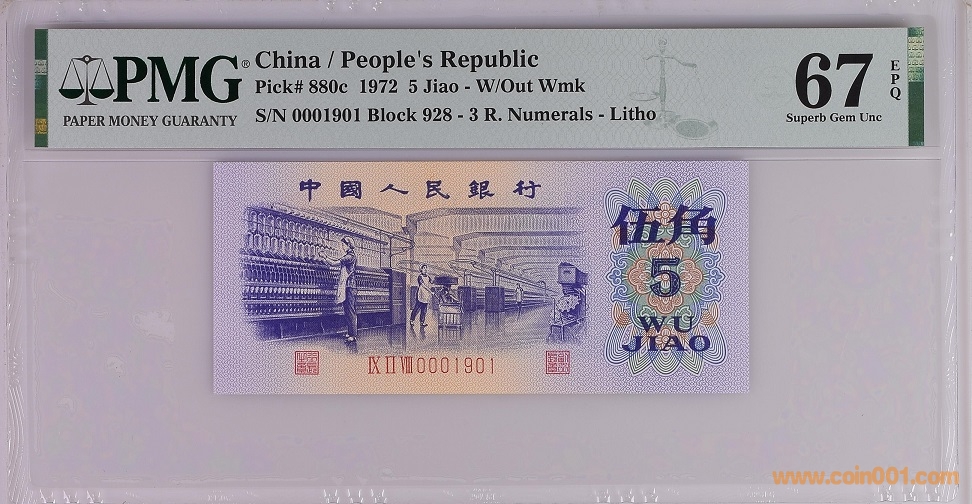 PMG®
PAPER MONEY GUARANTY
China / People's Republic
Pick# 880c 1972 5 Jiao - W/Out Wmk
S/N 0001901 Block 928 - 3 R. Numerals - Litho
67
EPQ
Superb Gem Unc
中國人民銀行
伍角
5
WU
JIAO
IX II VIII 0001901
www.coin001.com